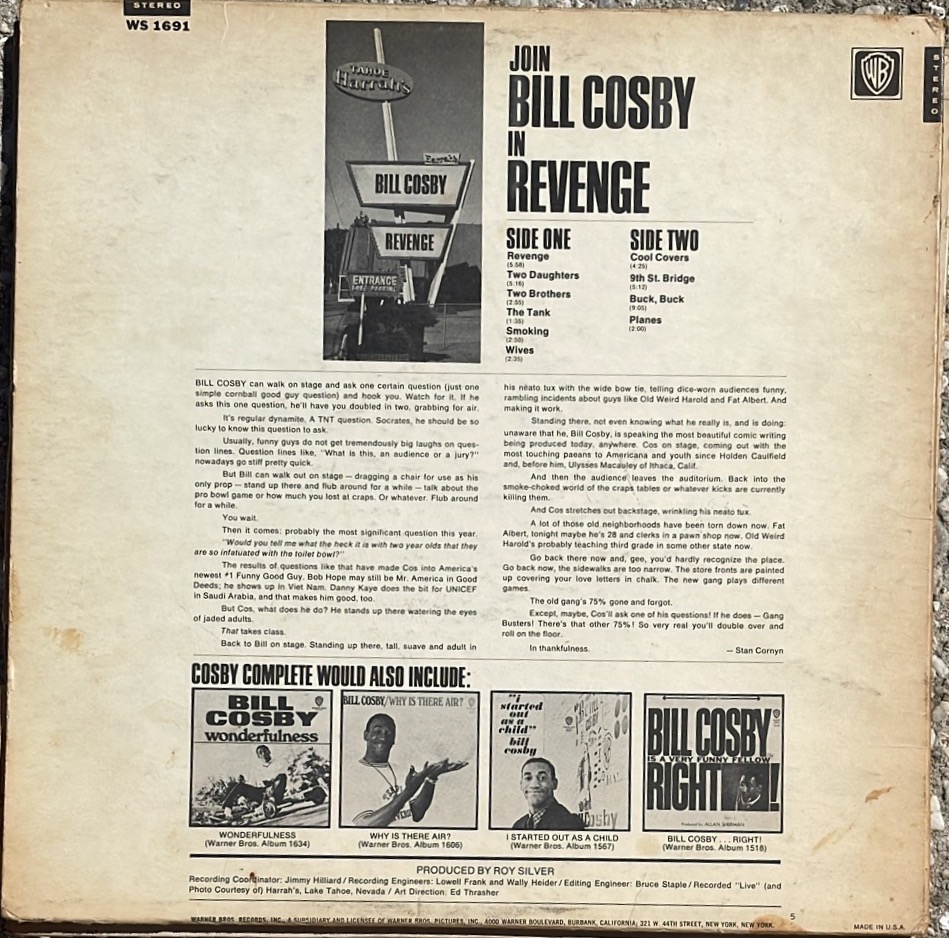 STEREO
WS 1691
TAHOE
Harrah's
BILL COSBY
REVENGE
ENTRANCE
JOIN
BILL COSBY
IN
REVENGE
WB
STEREO
SIDE ONE
Revenge
(5:58)
Two Daughters
(5:16)
Two Brothers
(2:55)
The Tank
(1:35)
Smoking
(2:50)
Wives
(2:35)
SIDE TWO
Cool Covers
(4:25)
9th St. Bridge
(5:12)
Buck, Buck
(9:05)
Planes
(2:00)
BILL COSBY can walk on stage and ask one certain question (just one
simple cornball good guy question) and hook you. Watch for it. If he
asks this one question, he'll have you doubled in two, grabbing for air.
It's regular dynamite. A TNT question. Socrates, he should be so
lucky to know this question to ask.
Usually, funny guys do not get tremendously big laughs on ques-
tion lines. Question lines like, "What is this, an audience or a jury?"
nowadays go stiff pretty quick.
But Bill can walk out on stage — dragging a chair for use as his
only prop — stand up there and flub around for a while — talk about the
pro bowl game or how much you lost at craps. Or whatever. Flub around
for a while.
You wait.
Then it comes: probably the most significant question this year.
"Would you tell me what the heck it is with two year olds that they
are so infatuated with the toilet bowl?"
The results of questions like that have made Cos into America's
newest #1 Funny Good Guy. Bob Hope may still be Mr. America in Good
Deeds; he shows up in Viet Nam. Danny Kaye does the bit for UNICEF
in Saudi Arabia, and that makes him good, too.
But Cos, what does he do? He stands up there watering the eyes
of jaded adults.
That takes class.
Back to Bill on stage. Standing up there, tall, suave and adult in
his neato tux with the wide bow tie, telling dice-worn audiences funny,
rambling incidents about guys like Old Weird Harold and Fat Albert. And
making it work.
Standing there, not even knowing what he really is, and is doing:
unaware that he, Bill Cosby, is speaking the most beautiful comic writing
being produced today, anywhere. Cos on stage, coming out with the
most touching paeans to Americana and youth since Holden Caulfield
and, before him, Ulysses Macauley of Ithaca, Calif.
And then the audience leaves the auditorium. Back into the
smoke-choked world of the craps tables or whatever kicks are currently
killing them.
And Cos stretches out backstage, wrinkling his neato tux.
A lot of those old neighborhoods have been torn down now. Fat
Albert, tonight maybe he's 28 and clerks in a pawn shop now. Old Weird
Harold's probably teaching third grade in some other state now.
Go back there now and, gee, you'd hardly recognize the place.
Go back now, the sidewalks are too narrow. The store fronts are painted
up covering your love letters in chalk. The new gang plays different
games.
The old gang's 75% gone and forgot.
Except, maybe, Cos'll ask one of his questions! If he does — Gang
Busters! There's that other 75%! So very real you'll double over and
roll on the floor.
In thankfulness.
— Stan Cornyn
COSBY COMPLETE WOULD ALSO INCLUDE:
BILL
COSBY
wonderfulness
BILL COSBY/WHY IS THERE AIR?
"i
started
out
as a
child"
bill
cosby
BILL COSBY
IS A VERY FUNNY FELLOW
RIGHT!
Produced by ALLAN SHERMAN
WONDERFULNESS
(Warner Bros. Album 1634)
WHY IS THERE AIR?
(Warner Bros. Album 1606)
I STARTED OUT AS A CHILD
(Warner Bros. Album 1567)
BILL COSBY . . . RIGHT!
(Warner Bros. Album 1518)
PRODUCED BY ROY SILVER
Recording Coordinator: Jimmy Hilliard / Recording Engineers: Lowell Frank and Wally Heider / Editing Engineer: Bruce Staple / Recorded "Live" (and
Photo Courtesy of) Harrah's, Lake Tahoe, Nevada / Art Direction: Ed Thrasher
WARNER BROS. RECORDS, INC., A SUBSIDIARY AND LICENSEE OF WARNER BROS. PICTURES, INC., 4000 WARNER BOULEVARD, BURBANK, CALIFORNIA; 321 W. 44TH STREET, NEW YORK, NEW YORK.
5
MADE IN U.S.A.